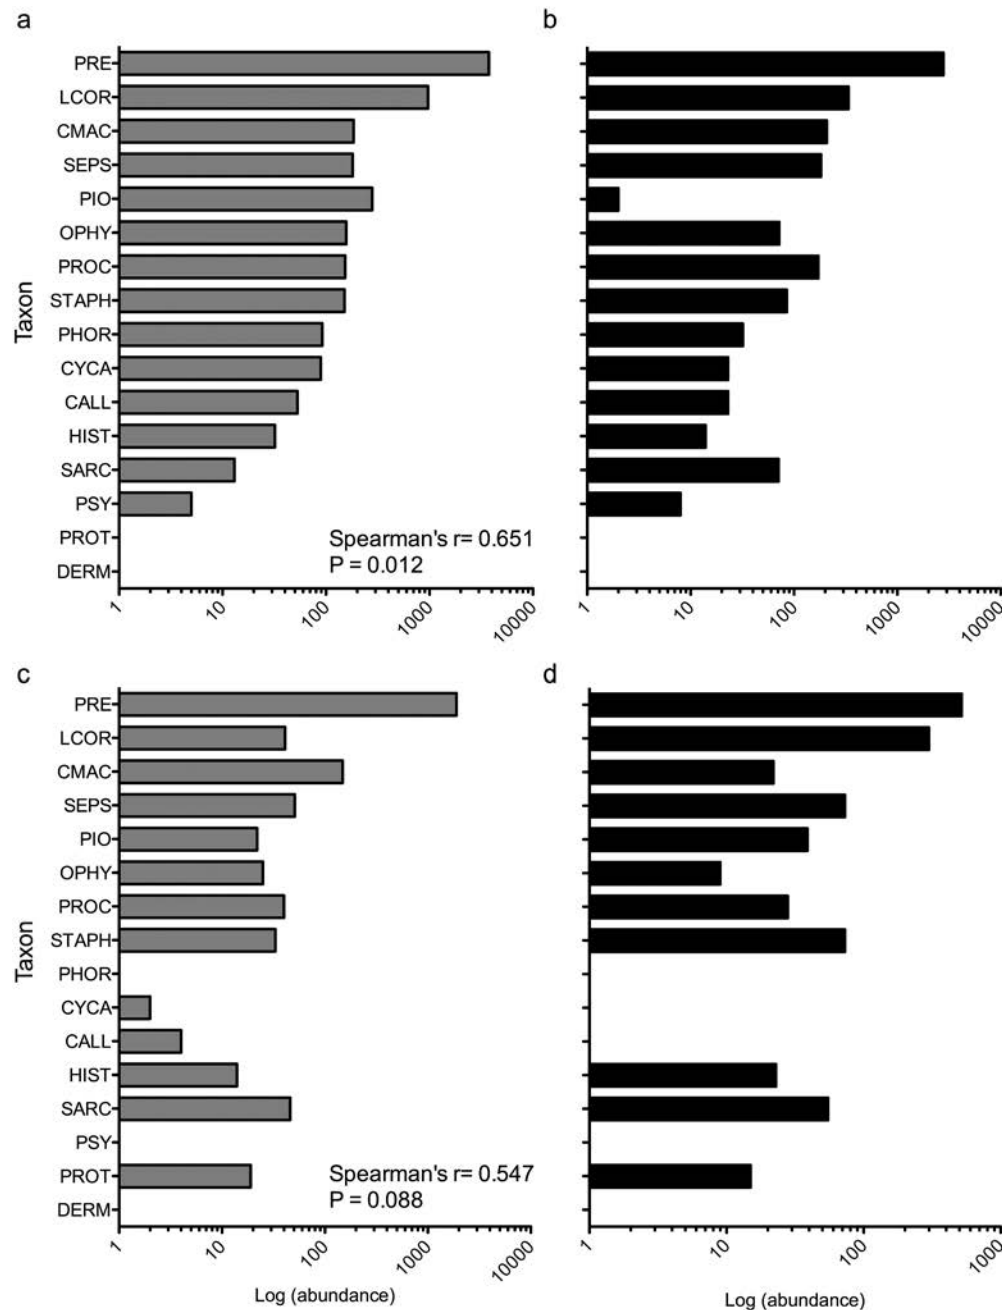 a
b
PRE
LCOR
CMAC
SEPS
PIO
OPHY
PROC
STAPH
PHOR
CYCA
CALL
HIST
SARC
PSY
PROT
DERM
Taxon
Spearman's r= 0.651
P = 0.012
1 10 100 1000 10000
1 10 100 1000 10000
c
d
PRE
LCOR
CMAC
SEPS
PIO
OPHY
PROC
STAPH
PHOR
CYCA
CALL
HIST
SARC
PSY
PROT
DERM
Taxon
Spearman's r= 0.547
P = 0.088
1 10 100 1000 10000
1 10 100 1000
Log (abundance)
Log (abundance)